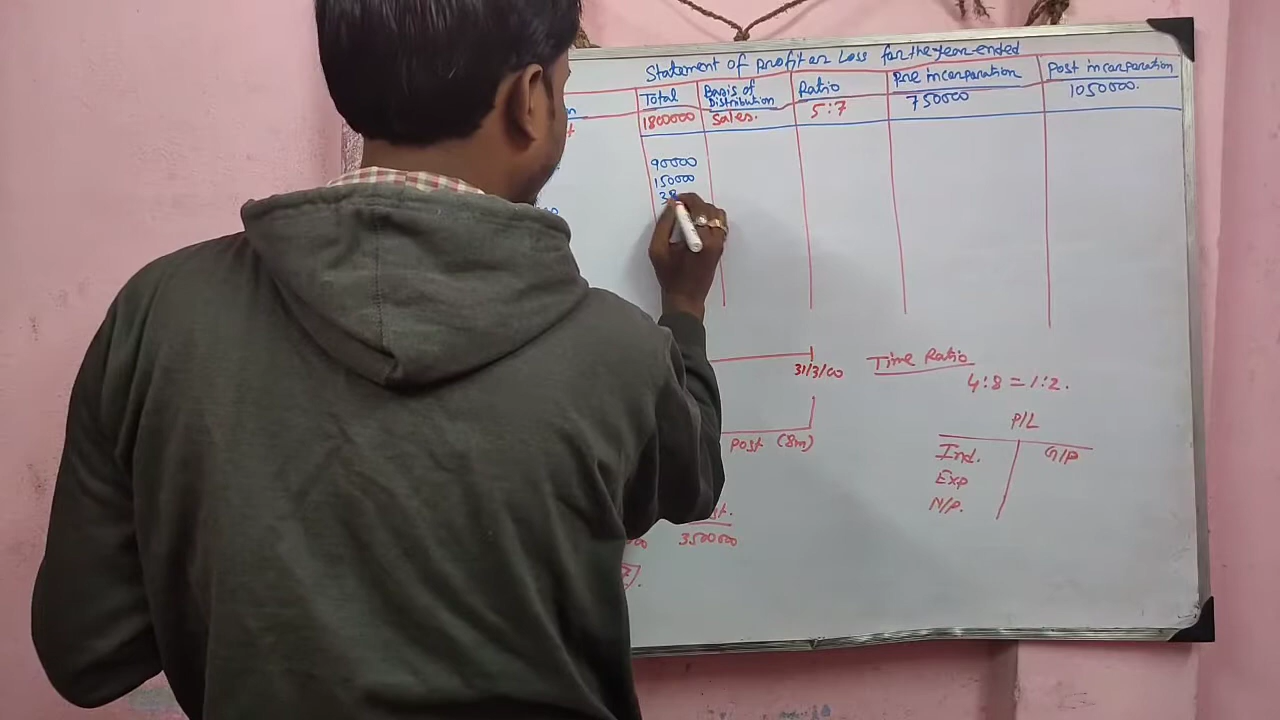 Statement of Profit or Loss for the year ended
Total Basis of Distribution Ratio Pre incorporation Post incorporation
1800000 Sales. 5:7 750000 1050000.
90000
150000
31/3/00
Time Ratio
4:8 = 1:2.
Post (8m)
P/L
Ind. G/P
Exp
N/P.
3500000